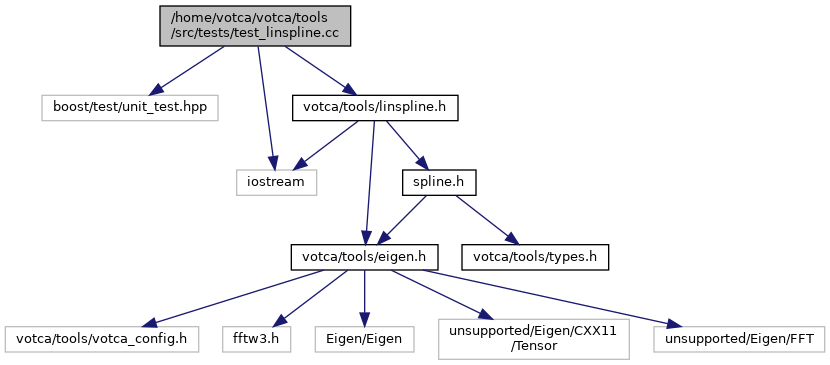 /home/votca/votca/tools
/src/tests/test_linspline.cc
boost/test/unit_test.hpp
votca/tools/linspline.h
iostream
spline.h
votca/tools/eigen.h
votca/tools/types.h
votca/tools/votca_config.h
fftw3.h
Eigen/Eigen
unsupported/Eigen/CXX11
/Tensor
unsupported/Eigen/FFT